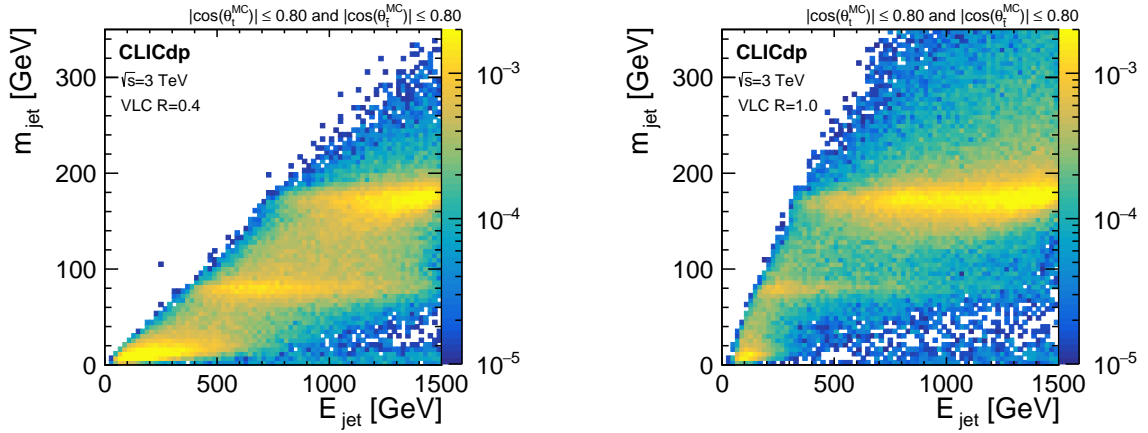 |cos(θ_t^MC)| ≤ 0.80 and |cos(θ_t̄^MC)| ≤ 0.80
CLICdp
√s=3 TeV
VLC R=0.4
m_jet [GeV]
300
200
100
0
0 500 1000 1500
E_jet [GeV]
10⁻³
10⁻⁴
10⁻⁵
|cos(θ_t^MC)| ≤ 0.80 and |cos(θ_t̄^MC)| ≤ 0.80
CLICdp
√s=3 TeV
VLC R=1.0
m_jet [GeV]
300
200
100
0
0 500 1000 1500
E_jet [GeV]
10⁻³
10⁻⁴
10⁻⁵